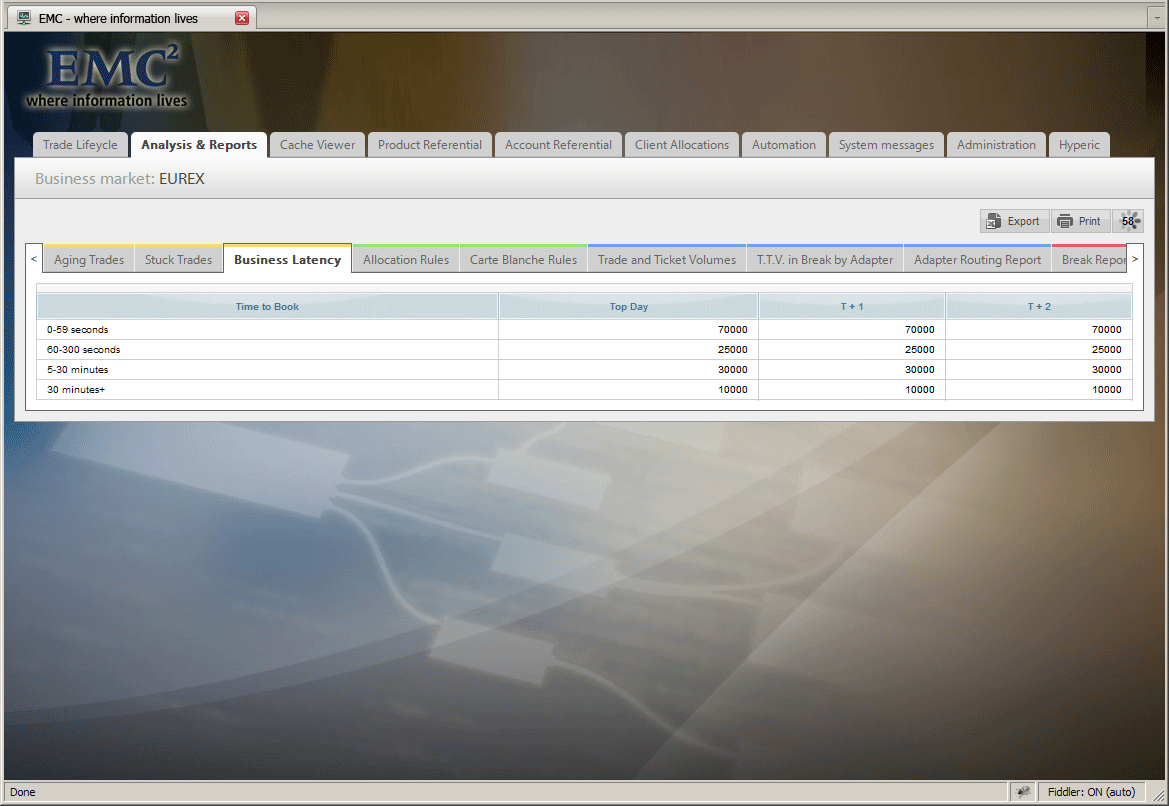 EMC - where information lives
EMC²
where information lives
Trade Lifeycle Analysis & Reports Cache Viewer Product Referential Account Referential Client Allocations Automation System messages Administration Hyperic
Business market: EUREX
Export Print 58
< Aging Trades Stuck Trades Business Latency Allocation Rules Carte Blanche Rules Trade and Ticket Volumes T.T.V. in Break by Adapter Adapter Routing Report Break Repor >
Time to Book Top Day T + 1 T + 2
0-59 seconds 70000 70000 70000
60-300 seconds 25000 25000 25000
5-30 minutes 30000 30000 30000
30 minutes+ 10000 10000 10000
Done Fiddler: ON (auto)